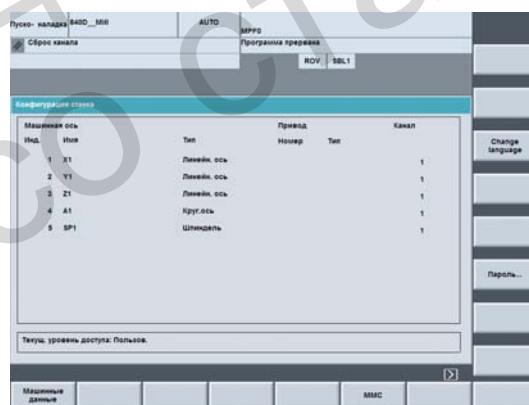 Пуско- наладка 840D__Mill AUTO MPF0
Сброс канала Программа прервана
ROV SBL1
Конфигурация станка
Машинная ось Привод Канал
Инд. Имя Тип Номер Тип
1 X1 Линейн. ось 1
2 Y1 Линейн. ось 1
3 Z1 Линейн. ось 1
4 A1 Круг.ось 1
5 SP1 Шпиндель 1
Change
language
Пароль...
Текущ. уровень доступа: Пользов.
Машинные
данные
MMC